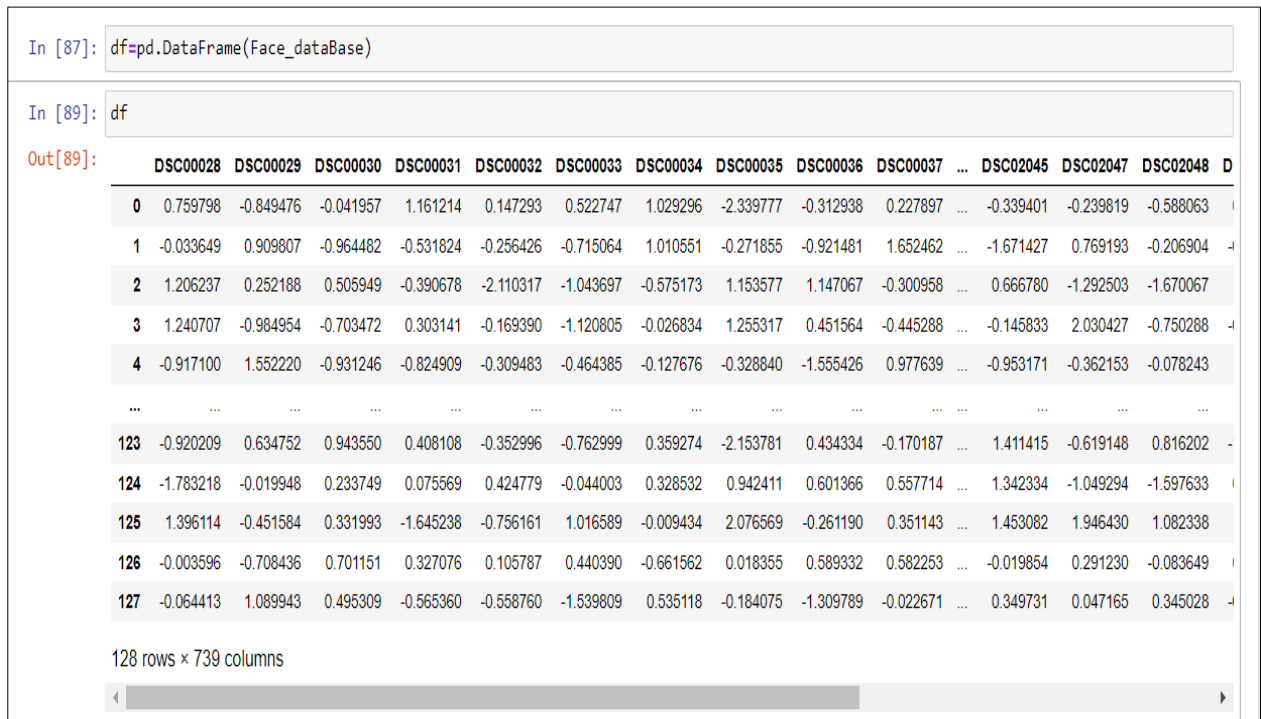 In [87]: df=pd.DataFrame(Face_dataBase)
In [89]: df
Out[89]:
DSC00028 DSC00029 DSC00030 DSC00031 DSC00032 DSC00033 DSC00034 DSC00035 DSC00036 DSC00037 ... DSC02045 DSC02047 DSC02048 D
0 0.759798 -0.849476 -0.041957 1.161214 0.147293 0.522747 1.029296 -2.339777 -0.312938 0.227897 ... -0.339401 -0.239819 -0.588063
1 -0.033649 0.909807 -0.964482 -0.531824 -0.256426 -0.715064 1.010551 -0.271855 -0.921481 1.652462 ... -1.671427 0.769193 -0.206904
2 1.206237 0.252188 0.505949 -0.390678 -2.110317 -1.043697 -0.575173 1.153577 1.147067 -0.300958 ... 0.666780 -1.292503 -1.670067
3 1.240707 -0.984954 -0.703472 0.303141 -0.169390 -1.120805 -0.026834 1.255317 0.451564 -0.445288 ... -0.145833 2.030427 -0.750288
4 -0.917100 1.552220 -0.931246 -0.824909 -0.309483 -0.464385 -0.127676 -0.328840 -1.555426 0.977639 ... -0.953171 -0.362153 -0.078243
... ... ... ... ... ... ... ... ... ... ... ... ... ... ...
123 -0.920209 0.634752 0.943550 0.408108 -0.352996 -0.762999 0.359274 -2.153781 0.434334 -0.170187 ... 1.411415 -0.619148 0.816202
124 -1.783218 -0.019948 0.233749 0.075569 0.424779 -0.044003 0.328532 0.942411 0.601366 0.557714 ... 1.342334 -1.049294 -1.597633
125 1.396114 -0.451584 0.331993 -1.645238 -0.756161 1.016589 -0.009434 2.076569 -0.261190 0.351143 ... 1.453082 1.946430 1.082338
126 -0.003596 -0.708436 0.701151 0.327076 0.105787 0.440390 -0.661562 0.018355 0.589332 0.582253 ... -0.019854 0.291230 -0.083649
127 -0.064413 1.089943 0.495309 -0.565360 -0.558760 -1.539809 0.535118 -0.184075 -1.309789 -0.022671 ... 0.349731 0.047165 0.345028
128 rows × 739 columns